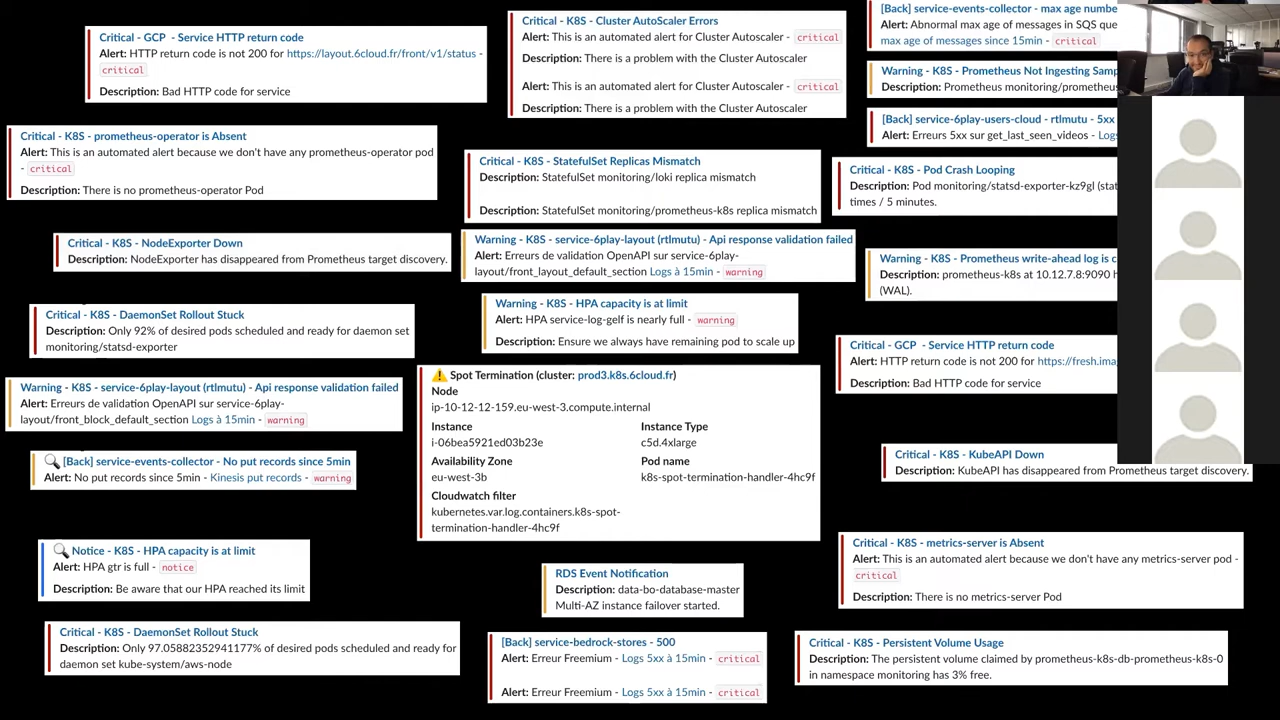 Critical - GCP - Service HTTP return code
Alert: HTTP return code is not 200 for https://layout.6cloud.fr/front/v1/status -
critical
Description: Bad HTTP code for service
Critical - K8S - Cluster AutoScaler Errors
Alert: This is an automated alert for Cluster Autoscaler - critical
Description: There is a problem with the Cluster Autoscaler
Alert: This is an automated alert for Cluster Autoscaler - critical
Description: There is a problem with the Cluster Autoscaler
[Back] service-events-collector - max age
Alert: Abnormal max age of messages in SQS
max age of messages since 15min - critical
Warning - K8S - Prometheus Not Ingesting
Description: Prometheus monitoring/prometheus
[Back] service-6play-users-cloud - rtlmutu - 5xx
Alert: Erreurs 5xx sur get_last_seen_videos -
Critical - K8S - prometheus-operator is Absent
Alert: This is an automated alert because we don't have any prometheus-operator pod
- critical
Description: There is no prometheus-operator Pod
Critical - K8S - StatefulSet Replicas Mismatch
Description: StatefulSet monitoring/loki replica mismatch
Description: StatefulSet monitoring/prometheus-k8s replica mismatch
Critical - K8S - Pod Crash Looping
Description: Pod monitoring/statsd-exporter-kz9gl
times / 5 minutes.
Critical - K8S - NodeExporter Down
Description: NodeExporter has disappeared from Prometheus target discovery.
Warning - K8S - service-6play-layout (rtlmutu) - Api response validation failed
Alert: Erreurs de validation OpenAPI sur service-6play-
layout/front_layout_default_section Logs à 15min - warning
Warning - K8S - Prometheus write-ahead log is
Description: prometheus-k8s at 10.12.7.8:9090
(WAL).
Warning - K8S - HPA capacity is at limit
Alert: HPA service-log-gelf is nearly full - warning
Description: Ensure we always have remaining pod to scale up
Critical - K8S - DaemonSet Rollout Stuck
Description: Only 92% of desired pods scheduled and ready for daemon set
monitoring/statsd-exporter
Critical - GCP - Service HTTP return code
Alert: HTTP return code is not 200 for
Description: Bad HTTP code for service
Warning - K8S - service-6play-layout (rtlmutu) - Api response validation failed
Alert: Erreurs de validation OpenAPI sur service-6play-
layout/front_block_default_section Logs à 15min - warning
Spot Termination (cluster: prod3.k8s.6cloud.fr)
Node
ip-10-12-12-159.eu-west-3.compute.internal
Instance Instance Type
i-06bea5921ed03b23e c5d.4xlarge
Availability Zone Pod name
eu-west-3b k8s-spot-termination-handler-4hc9f
Cloudwatch filter
kubernetes.var.log.containers.k8s-spot-
termination-handler-4hc9f
[Back] service-events-collector - No put records since 5min
Alert: No put records since 5min - Kinesis put records - warning
Critical - K8S - KubeAPI Down
Description: KubeAPI has disappeared from Prometheus target discovery.
Notice - K8S - HPA capacity is at limit
Alert: HPA gtr is full - notice
Description: Be aware that our HPA reached its limit
Critical - K8S - metrics-server is Absent
Alert: This is an automated alert because we don't have any metrics-server pod -
critical
Description: There is no metrics-server Pod
RDS Event Notification
Description: data-bo-database-master
Multi-AZ instance failover started.
Critical - K8S - DaemonSet Rollout Stuck
Description: Only 97.05882352941177% of desired pods scheduled and ready for
daemon set kube-system/aws-node
[Back] service-bedrock-stores - 500
Alert: Erreur Freemium - Logs 5xx à 15min - critical
Alert: Erreur Freemium - Logs 5xx à 15min - critical
Critical - K8S - Persistent Volume Usage
Description: The persistent volume claimed by prometheus-k8s-db-prometheus-k8s-0
in namespace monitoring has 3% free.